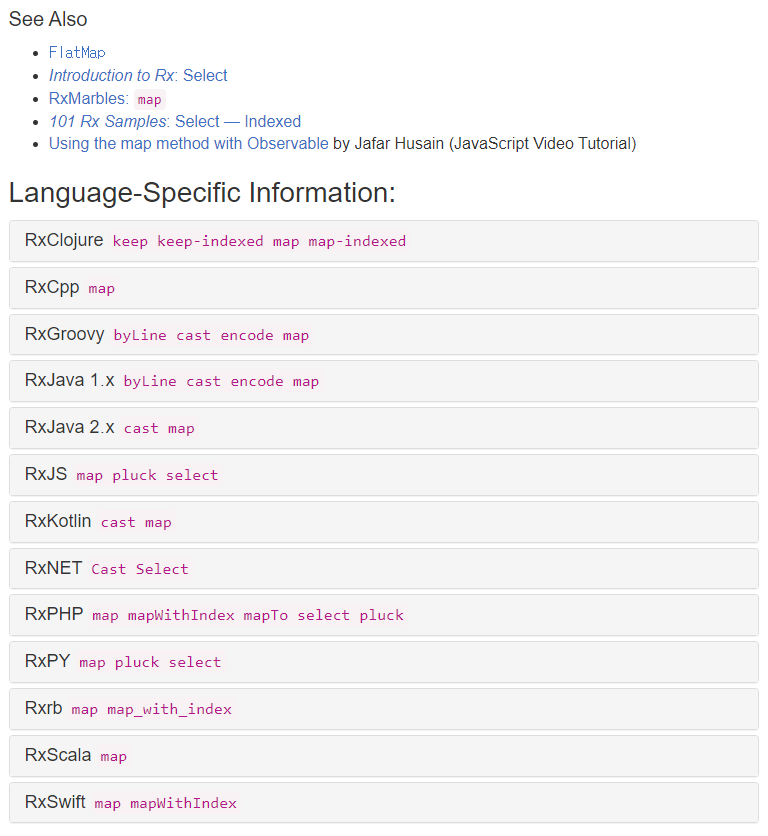 See Also
FlatMap
Introduction to Rx: Select
RxMarbles: map
101 Rx Samples: Select — Indexed
Using the map method with Observable by Jafar Husain (JavaScript Video Tutorial)
Language-Specific Information:
RxClojure keep keep-indexed map map-indexed
RxCpp map
RxGroovy byLine cast encode map
RxJava 1.x byLine cast encode map
RxJava 2.x cast map
RxJS map pluck select
RxKotlin cast map
RxNET Cast Select
RxPHP map mapWithIndex mapTo select pluck
RxPY map pluck select
Rxrb map map_with_index
RxScala map
RxSwift map mapWithIndex